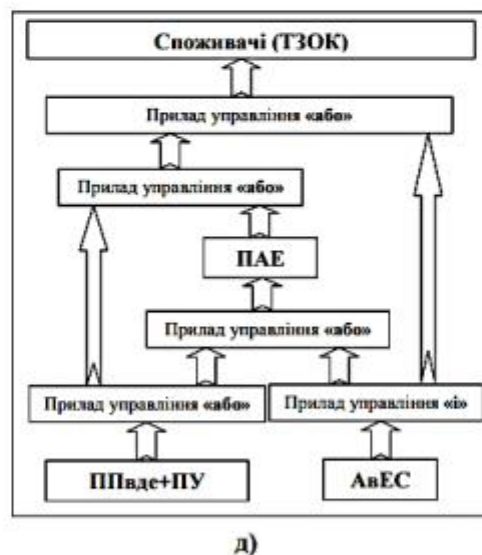 Споживачі (ТЗОК)
Прилад управління «або»
Прилад управління «або»
ПАЕ
Прилад управління «або»
Прилад управління «або»
Прилад управління «і»
ППвде+ПУ
АвЕС
д)